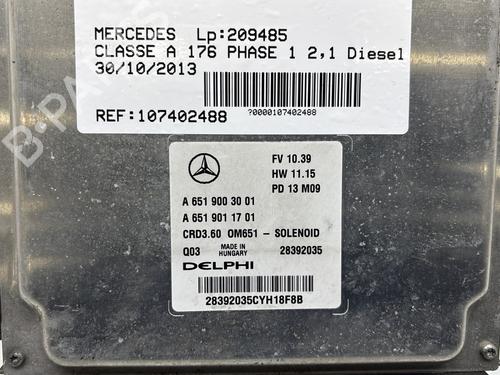 MERCEDES Lp:209485
CLASSE A 176 PHASE 1 2,1 Diesel
30/10/2013
REF:107402488
?0000107402488
FV 10.39
HW 11.15
PD 13 M09
A 651 900 30 01
A 651 901 17 01
CRD3.60 OM651 - SOLENOID
Q03 MADE IN HUNGARY 28392035
DELPHI
28392035CYH18F8B